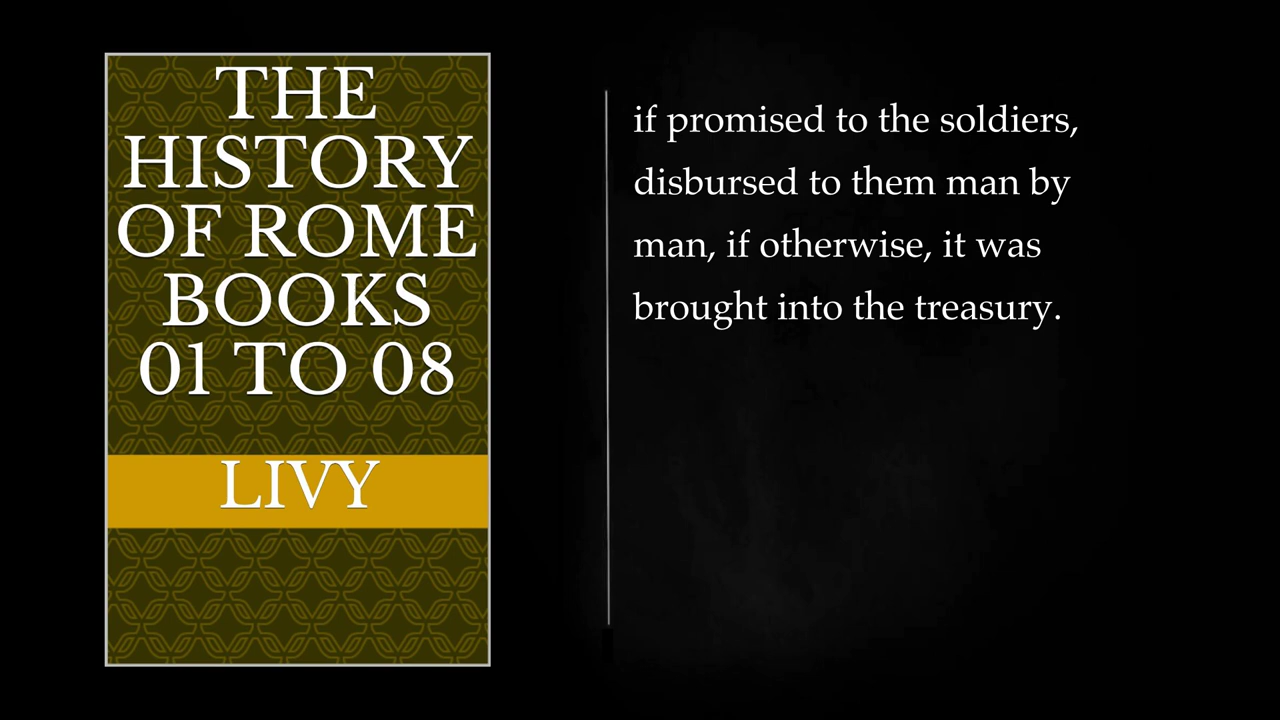 THE
HISTORY
OF ROME
BOOKS
01 TO 08
LIVY
if promised to the soldiers,
disbursed to them man by
man, if otherwise, it was
brought into the treasury.